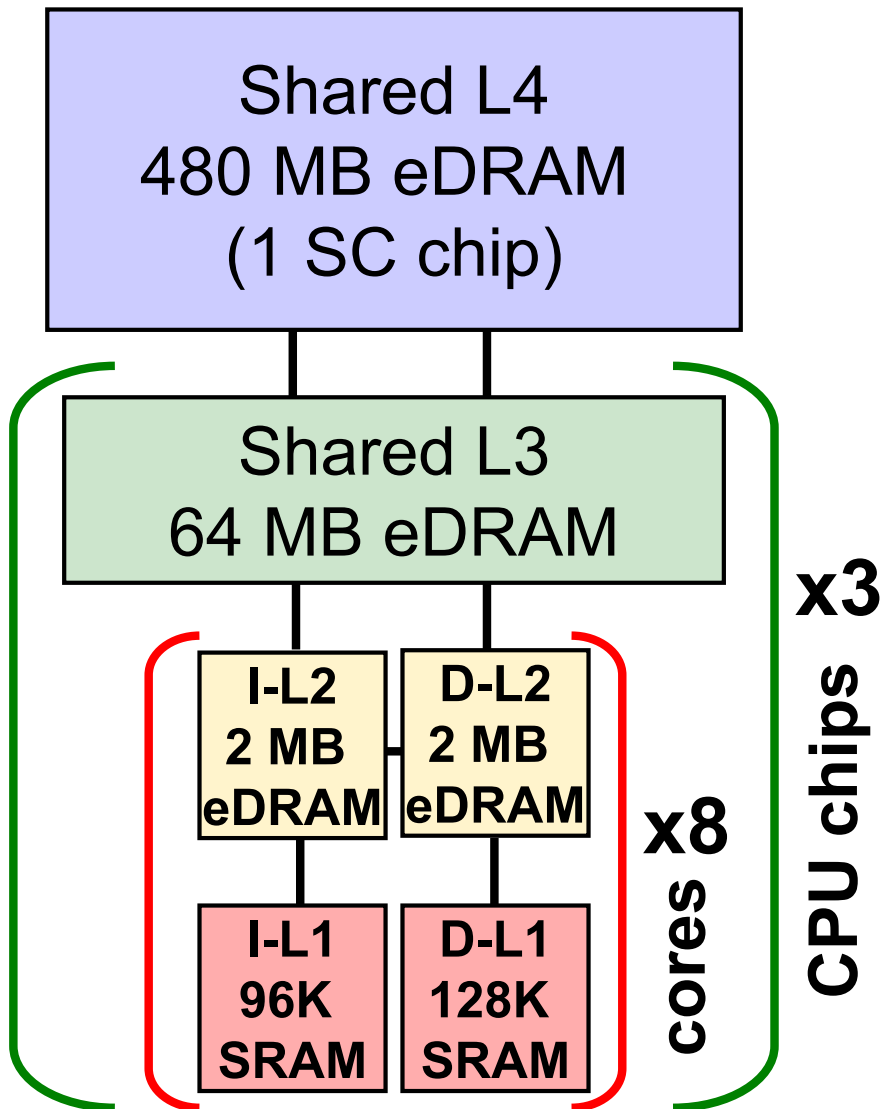 Shared L4
480 MB eDRAM
(1 SC chip)
Shared L3
64 MB eDRAM
x3
CPU chips
I-L2
2 MB
eDRAM
D-L2
2 MB
eDRAM
x8
cores
I-L1
96K
SRAM
D-L1
128K
SRAM